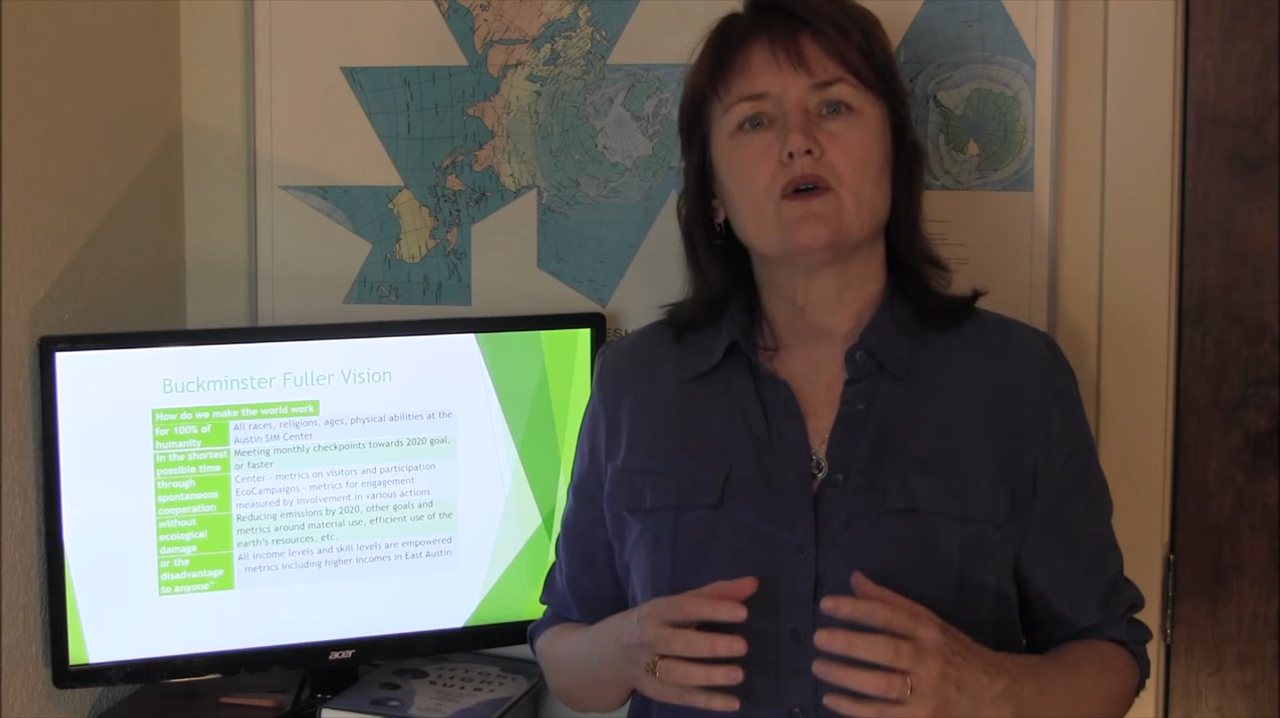 Buckminster Fuller Vision
How do we make the world work
for 100% of
humanity
All races, religions, ages, physical abilities at the
Austin SIM Center
in the shortest
possible time
Meeting monthly checkpoints towards 2020 goal,
or faster
through
spontaneous
cooperation
Center - metrics on visitors and participation
EcoCampaigns - metrics for engagement
measured by involvement in various actions
without
ecological
damage
Reducing emissions by 2020, other goals and
metrics around material use, efficient use of the
earth's resources, etc.
or the
disadvantage
to anyone"
All income levels and skill levels are empowered
- metrics including higher incomes in East Austin
acer
LIGHT